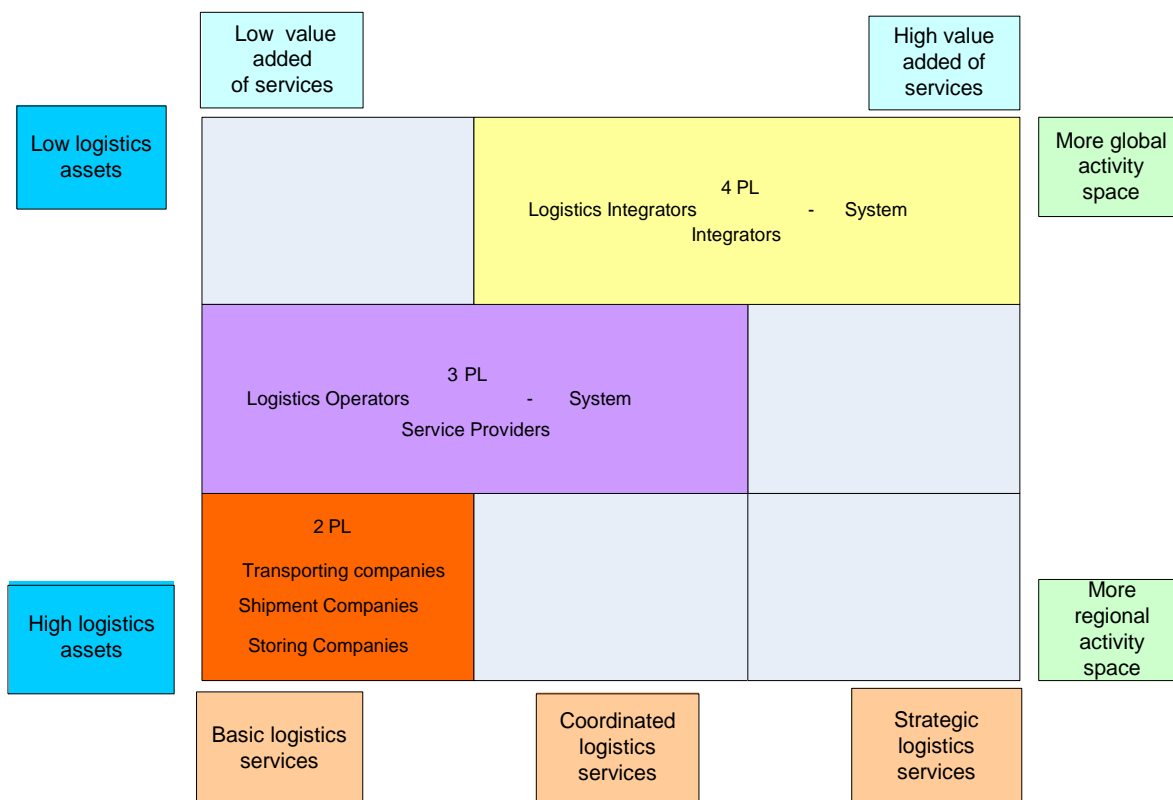 Low value
added
of services
High value
added of
services
Low logistics
assets
More global
activity
space
4 PL
Logistics Integrators - System
Integrators
3 PL
Logistics Operators - System
Service Providers
2 PL
Transporting companies
Shipment Companies
Storing Companies
High logistics
assets
More
regional
activity
space
Basic logistics
services
Coordinated
logistics
services
Strategic
logistics
services